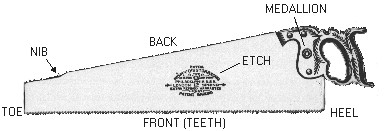 MEDALLION
BACK
NIB
ETCH
TOE
HEEL
FRONT (TEETH)